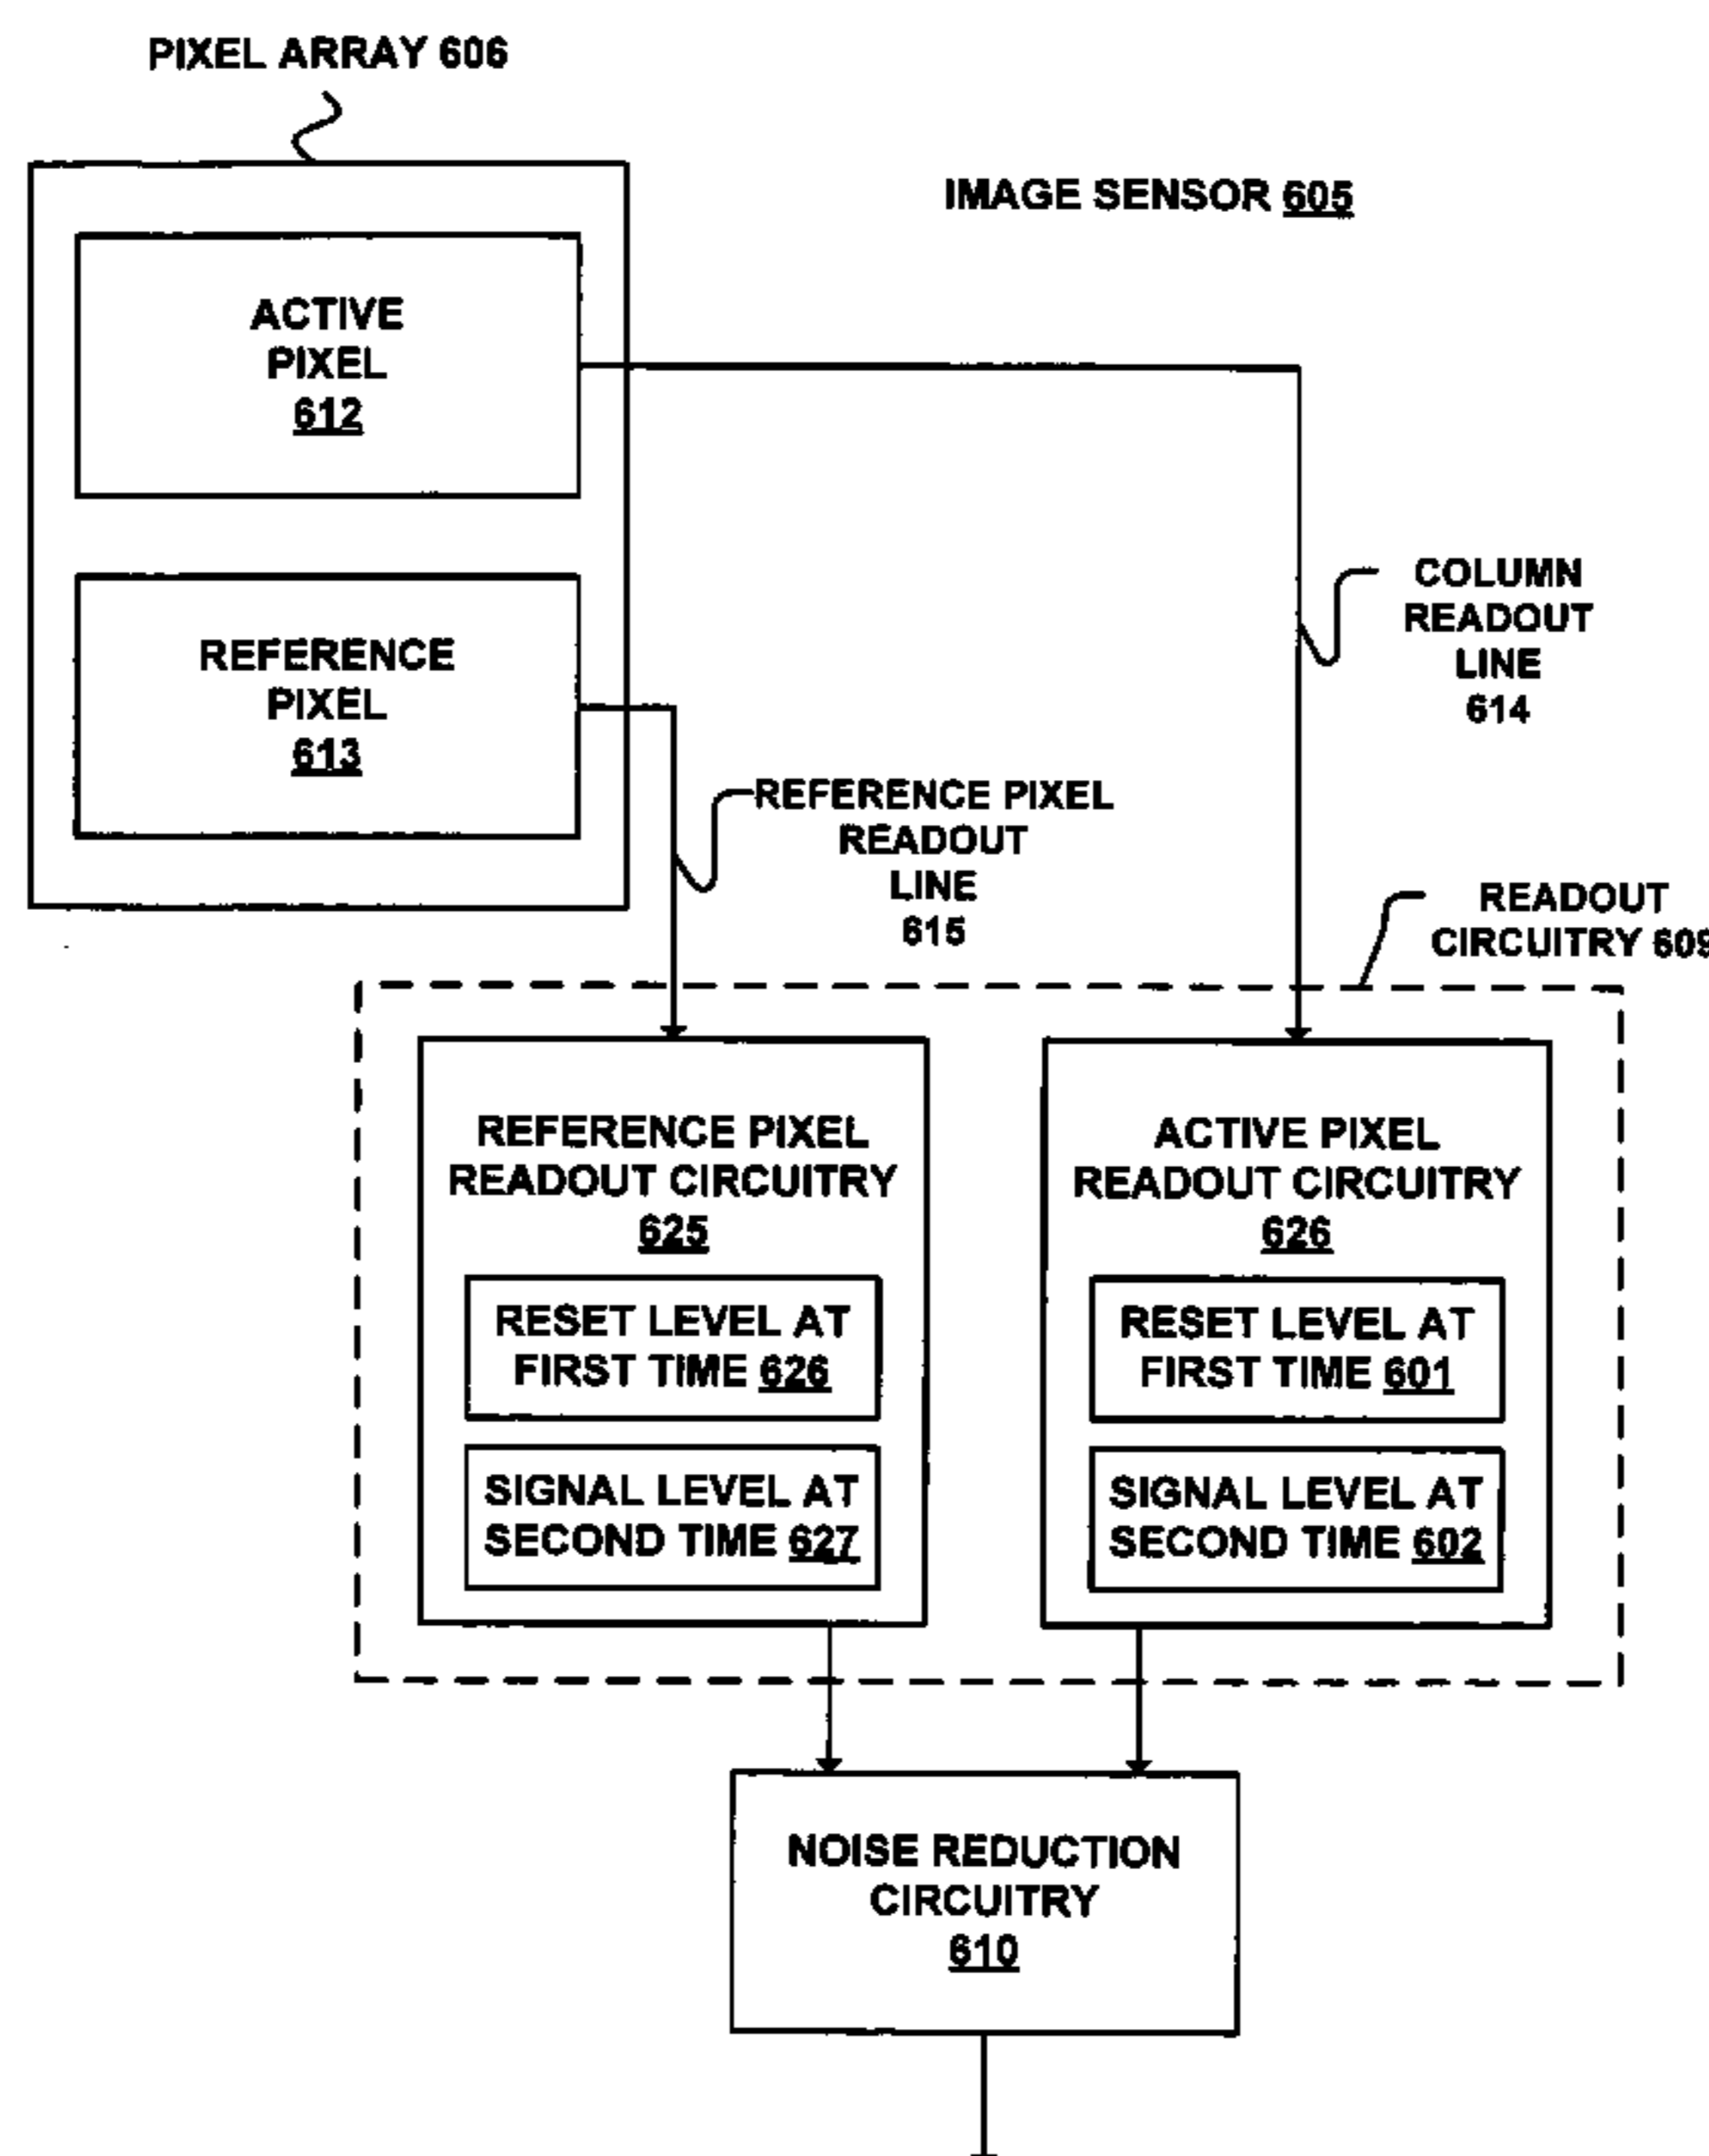 PIXEL ARRAY 606
IMAGE SENSOR 605
ACTIVE
PIXEL
612
REFERENCE
PIXEL
613
COLUMN
READOUT
LINE
614
REFERENCE PIXEL
READOUT
LINE
615
READOUT
CIRCUITRY 609
REFERENCE PIXEL
READOUT CIRCUITRY
625
RESET LEVEL AT
FIRST TIME 626
SIGNAL LEVEL AT
SECOND TIME 627
ACTIVE PIXEL
READOUT CIRCUITRY
626
RESET LEVEL AT
FIRST TIME 601
SIGNAL LEVEL AT
SECOND TIME 602
NOISE REDUCTION
CIRCUITRY
610